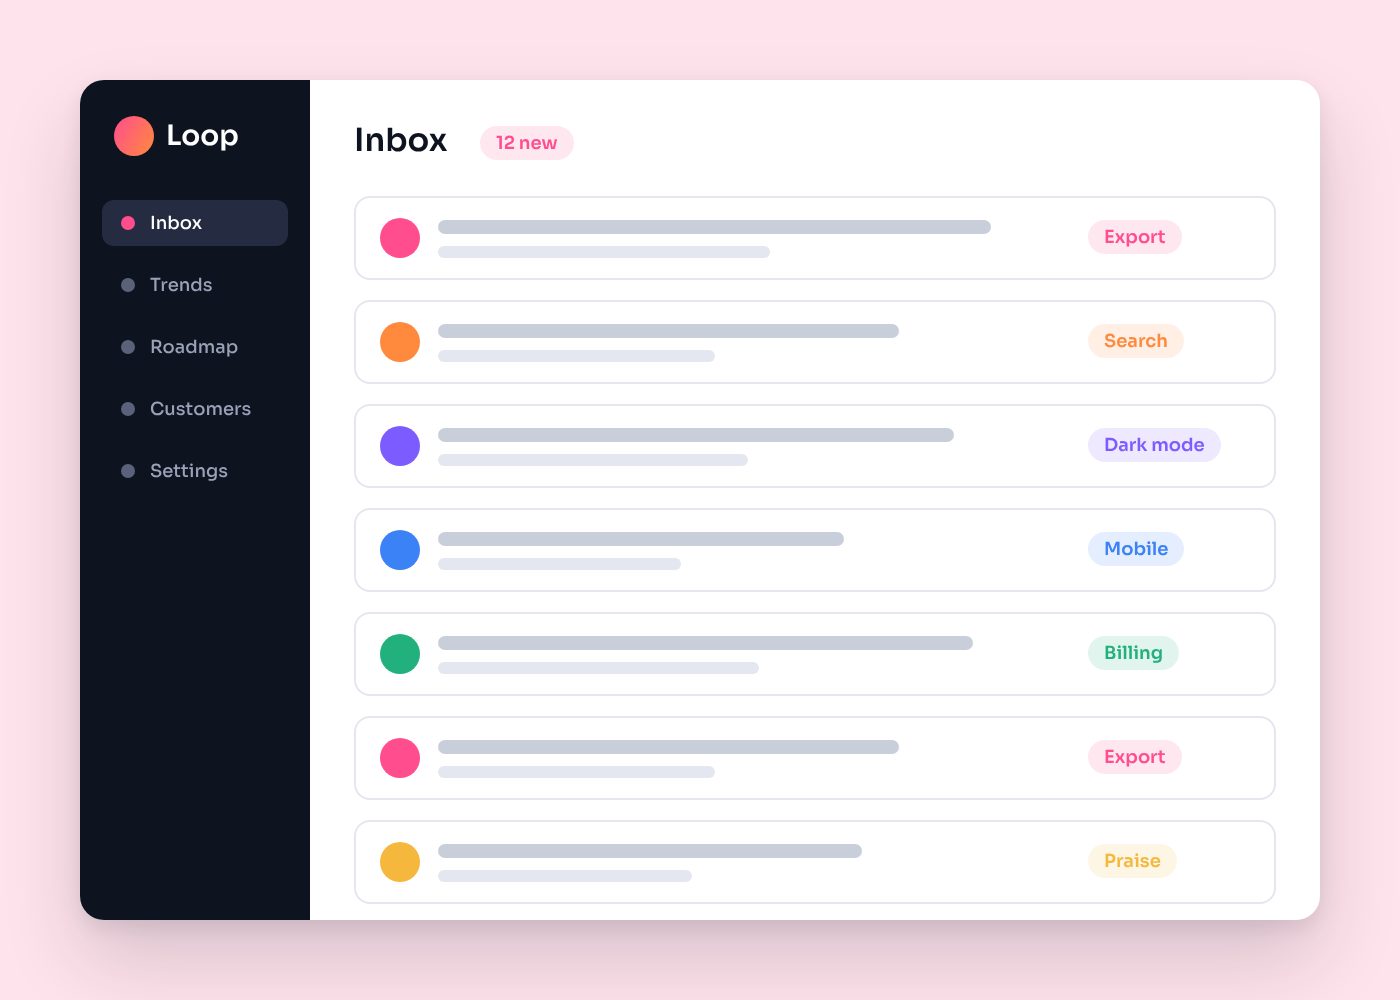 Loop
Inbox
Trends
Roadmap
Customers
Settings
Inbox
12 new
Export
Search
Dark mode
Mobile
Billing
Export
Praise